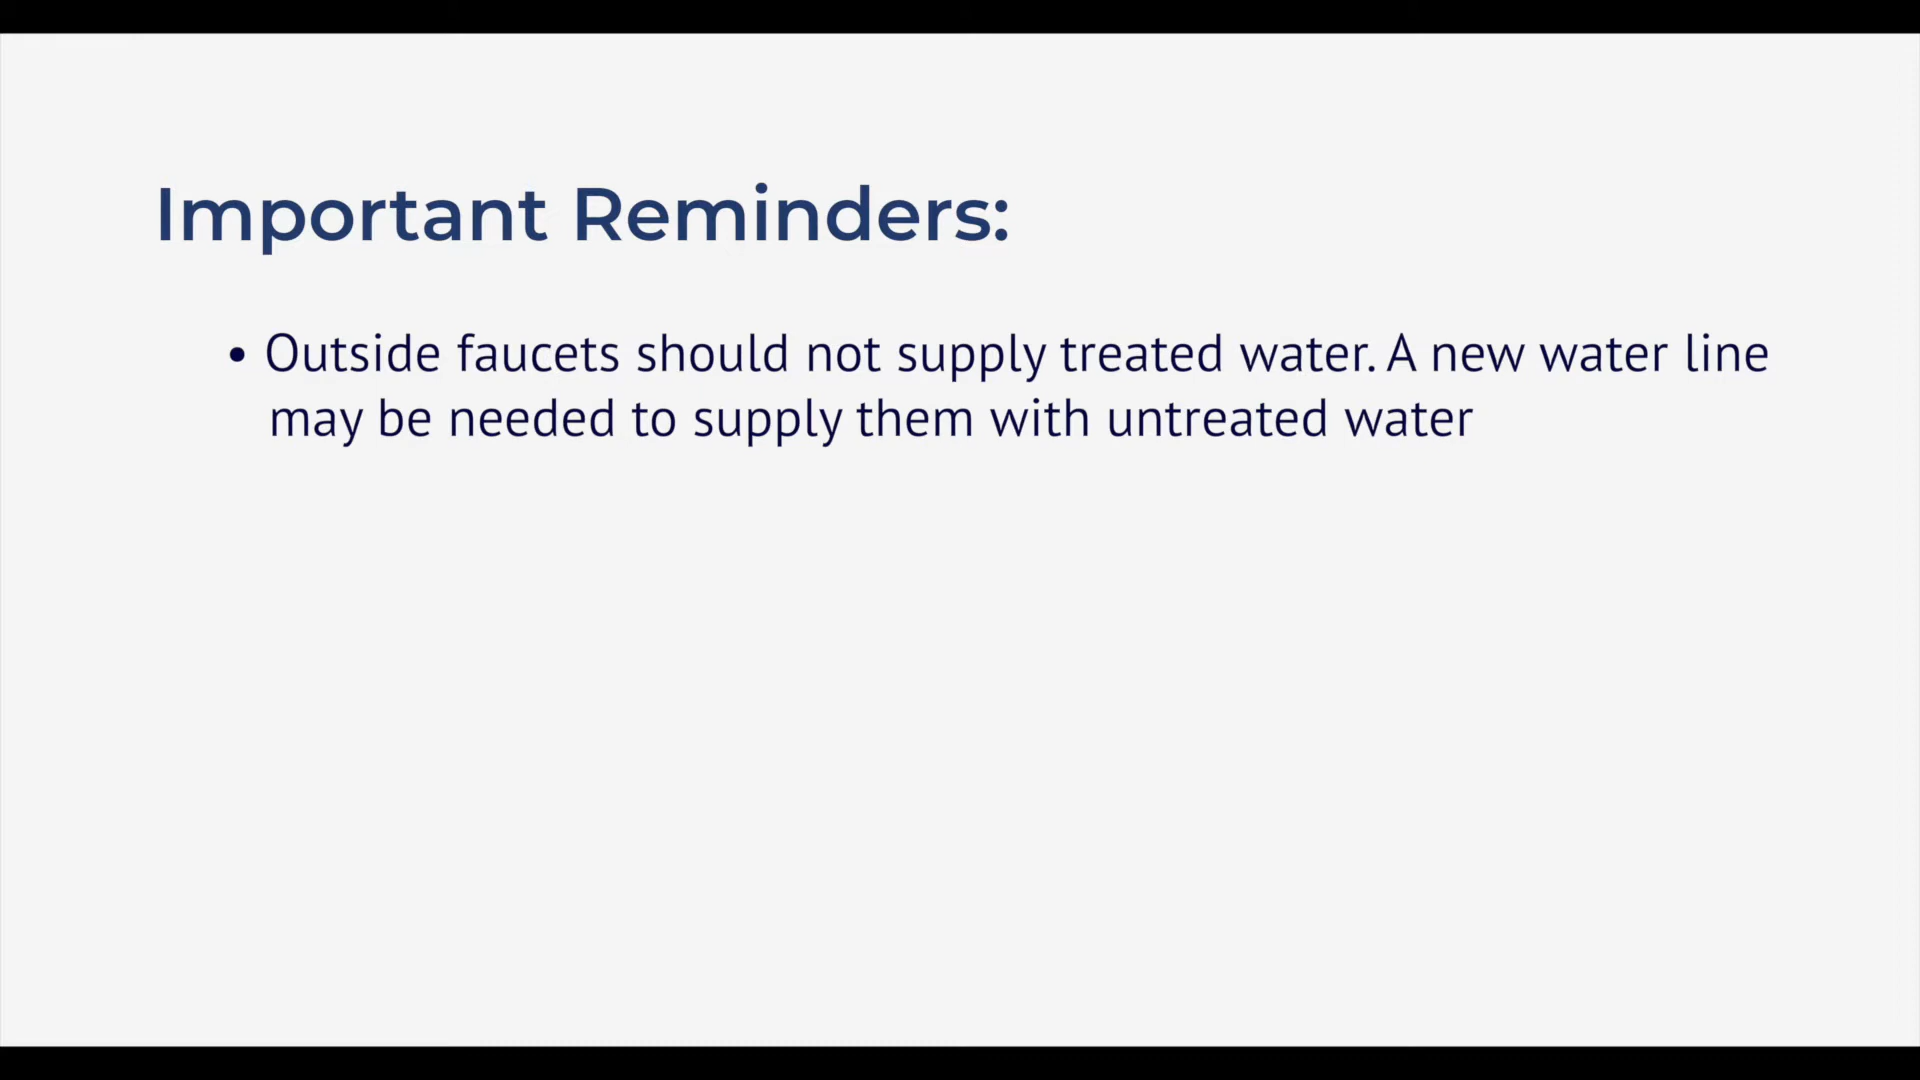 Important Reminders:
• Outside faucets should not supply treated water. A new water line
may be needed to supply them with untreated water